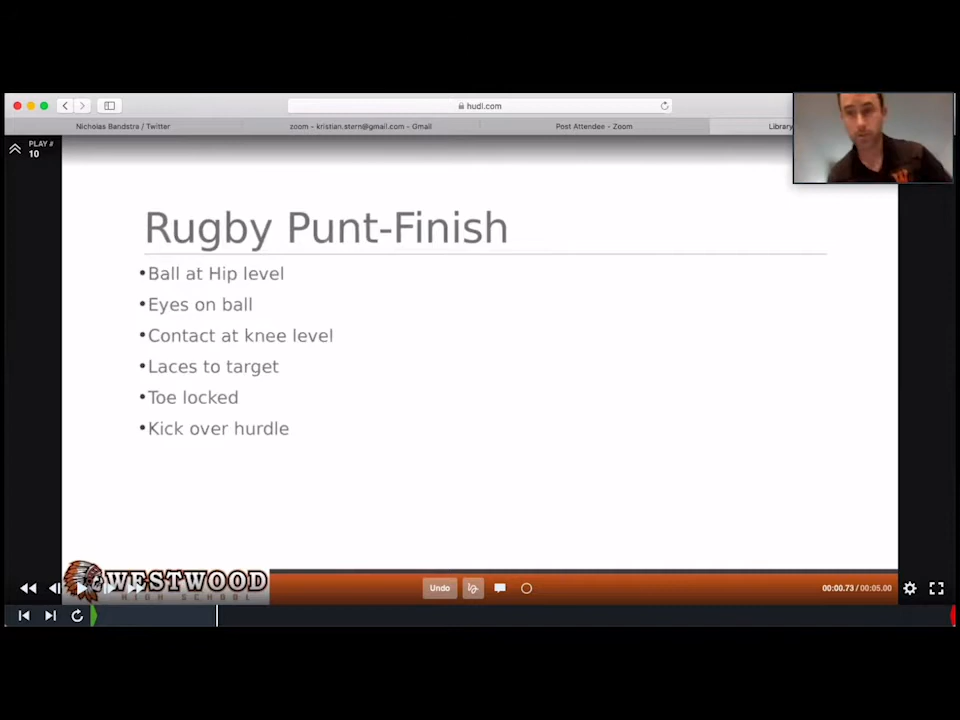 hudl.com
Nicholas Bandstra / Twitter
zoom - kristian.stern@gmail.com - Gmail
Post Attendee - Zoom
Library
PLAY #
10
Rugby Punt-Finish
•Ball at Hip level
•Eyes on ball
•Contact at knee level
•Laces to target
•Toe locked
•Kick over hurdle
WESTWOOD
HIGH SCHOOL
Undo
00:00.73 / 00:05.00